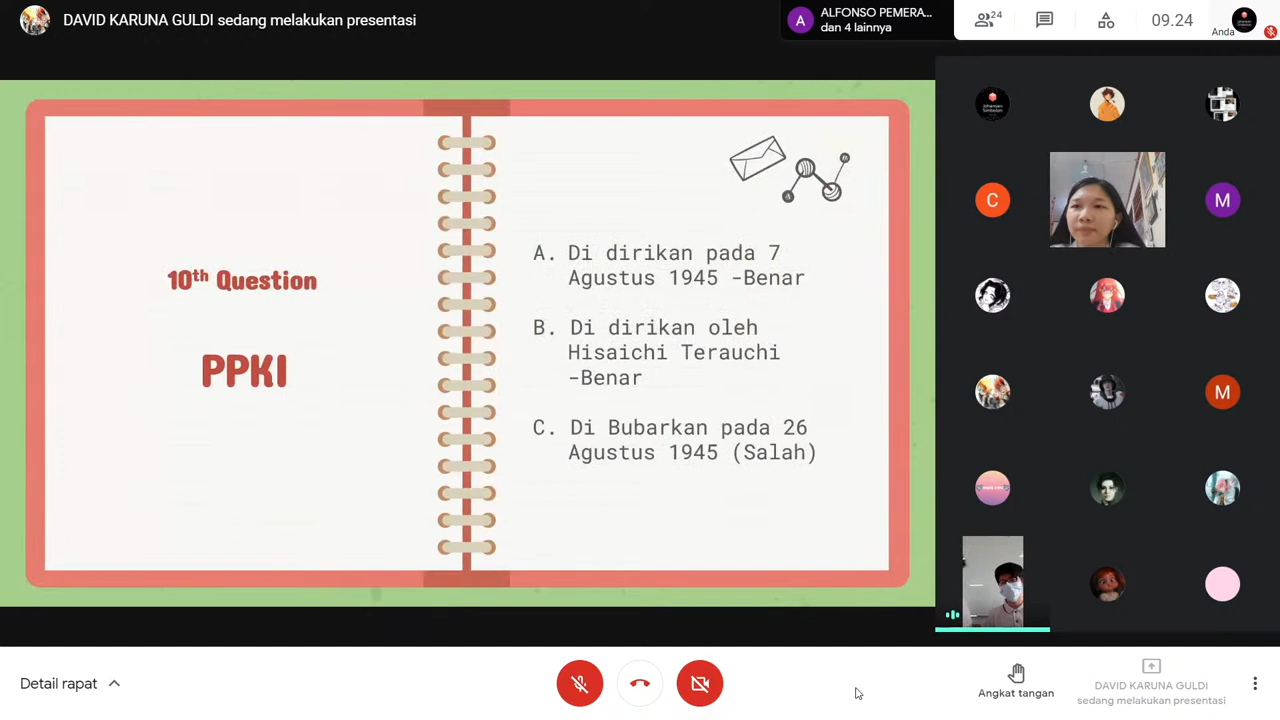 DAVID KARUNA GULDI sedang melakukan presentasi
A
ALFONSO PEMERA...
dan 4 lainnya
24
09.24
Anda
10th Question
PPKI
A. Di dirikan pada 7
Agustus 1945 -Benar
B. Di dirikan oleh
Hisaichi Terauchi
-Benar
C. Di Bubarkan pada 26
Agustus 1945 (Salah)
C
M
M
Detail rapat
Angkat tangan
DAVID KARUNA GULDI
sedang melakukan presentasi